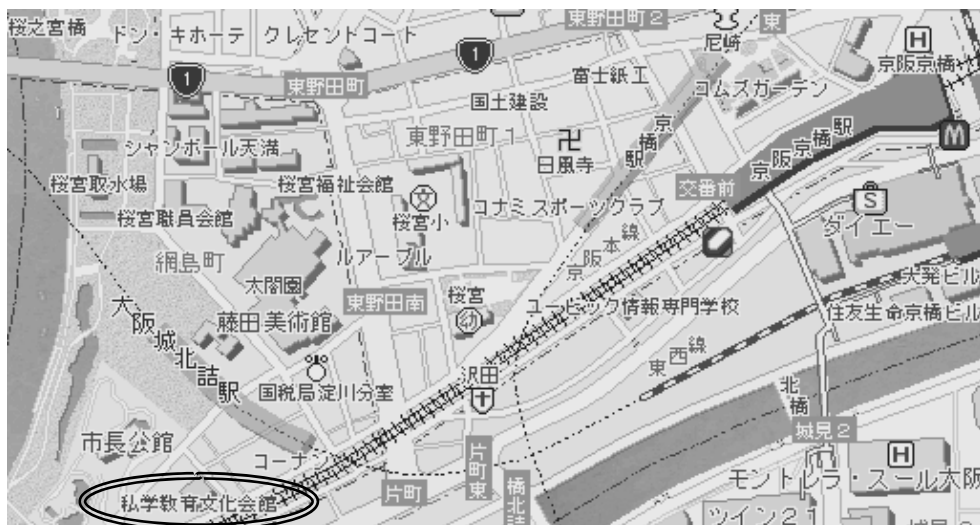 桜之宮橋
ドン・キホーテ
クレセントコート
東野田町2
尼崎
東
H
京阪京橋
1
1
東野田町
富士紙工
コムズガーデン
国土建設
東野田町1
卍
日風寺
京橋駅
京阪京橋駅
M
シャンボール天満
桜宮取水場
桜宮福祉会館
文
桜宮小
桜宮職員会館
コナミスポーツクラブ
交番前
S
ダイエー
網島町
太閤園
ルアーブル
京阪本線
大発ビル
東野田南
桜宮
幼
ユービック情報専門学校
住友生命京橋ビル
大阪城北詰駅
藤田美術館
東西線
国税局淀川分室
沢田
北橋
城見2
市長公館
コーナン
片町東
H
モントレラ・スール大阪
私学教育文化会館
片町
橋北詰
ツイン21
城見